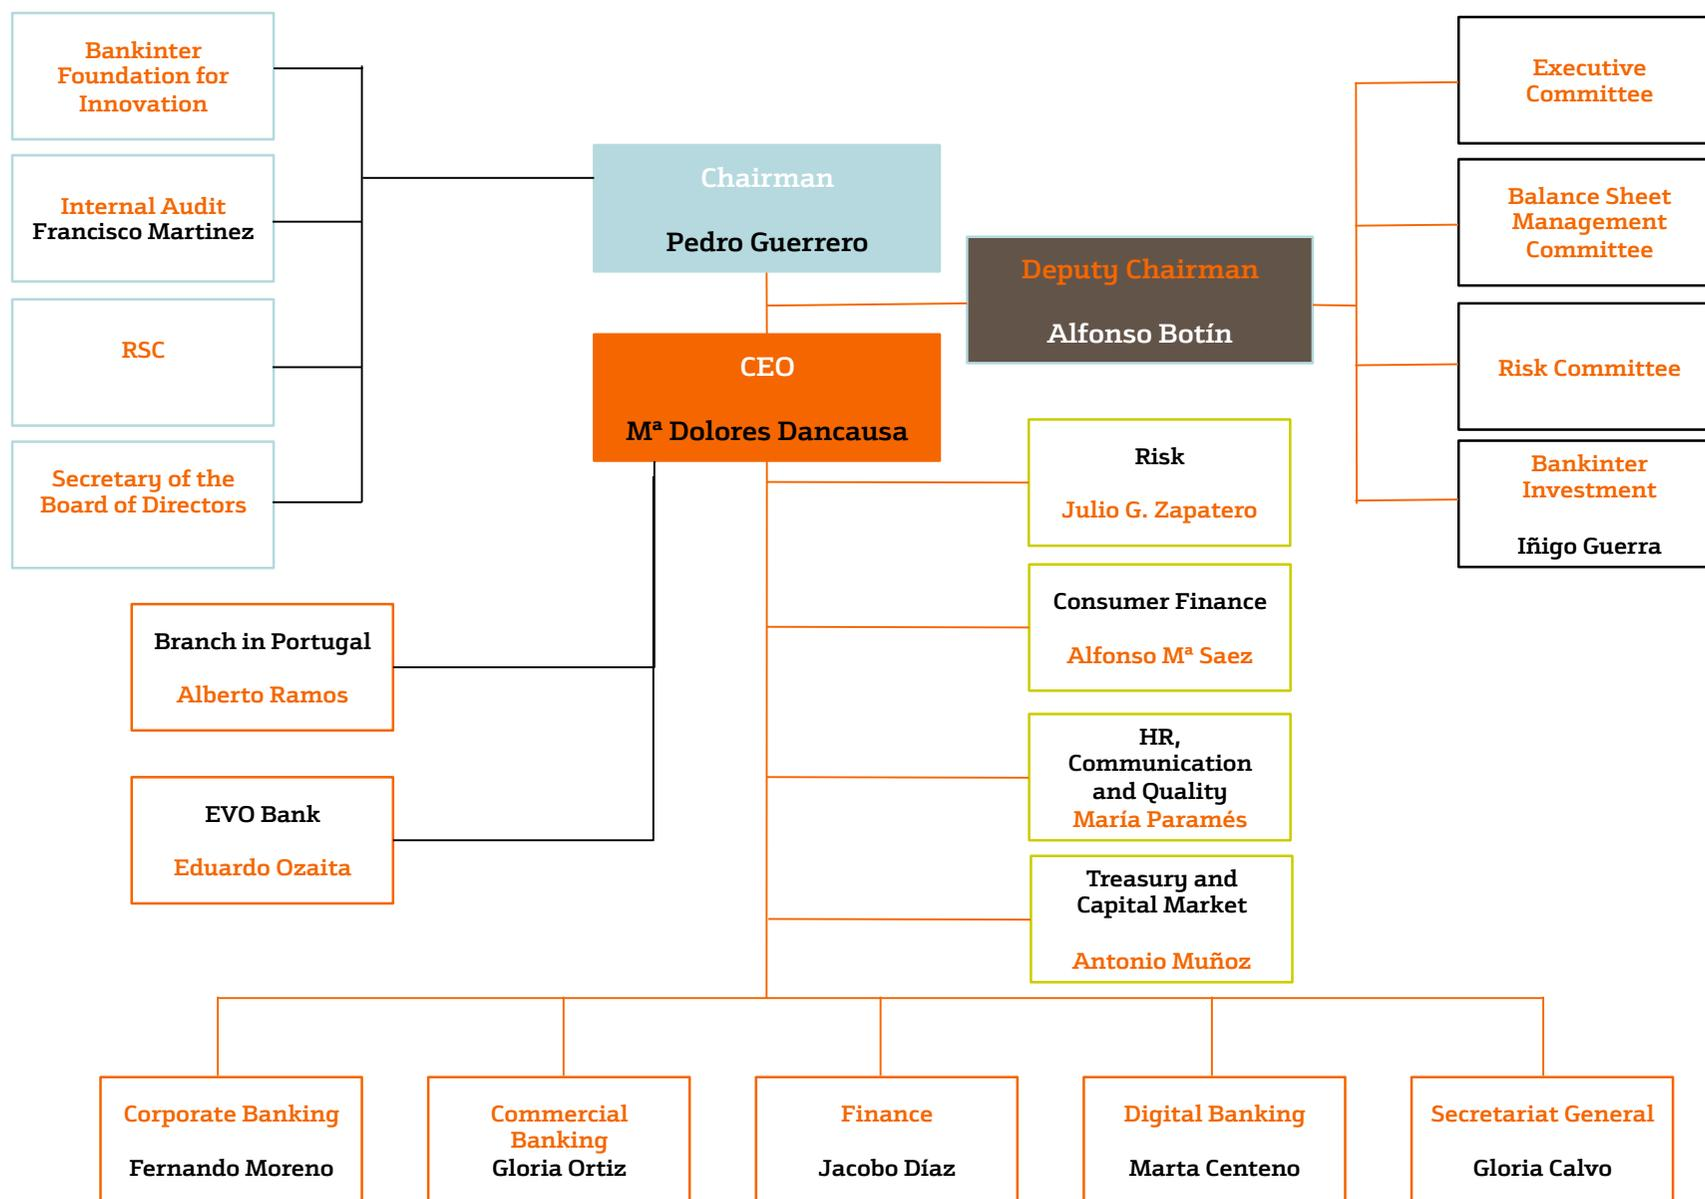 Bankinter
Foundation for
Innovation
Internal Audit
Francisco Martinez
RSC
Secretary of the
Board of Directors
Chairman
Pedro Guerrero
Deputy Chairman
Alfonso Botín
CEO
Mª Dolores Dancausa
Executive
Committee
Balance Sheet
Management
Committee
Risk Committee
Bankinter
Investment
Iñigo Guerra
Risk
Julio G. Zapatero
Consumer Finance
Alfonso Mª Saez
HR,
Communication
and Quality
María Paramés
Treasury and
Capital Market
Antonio Muñoz
Branch in Portugal
Alberto Ramos
EVO Bank
Eduardo Ozaita
Corporate Banking
Fernando Moreno
Commercial
Banking
Gloria Ortiz
Finance
Jacobo Díaz
Digital Banking
Marta Centeno
Secretariat General
Gloria Calvo